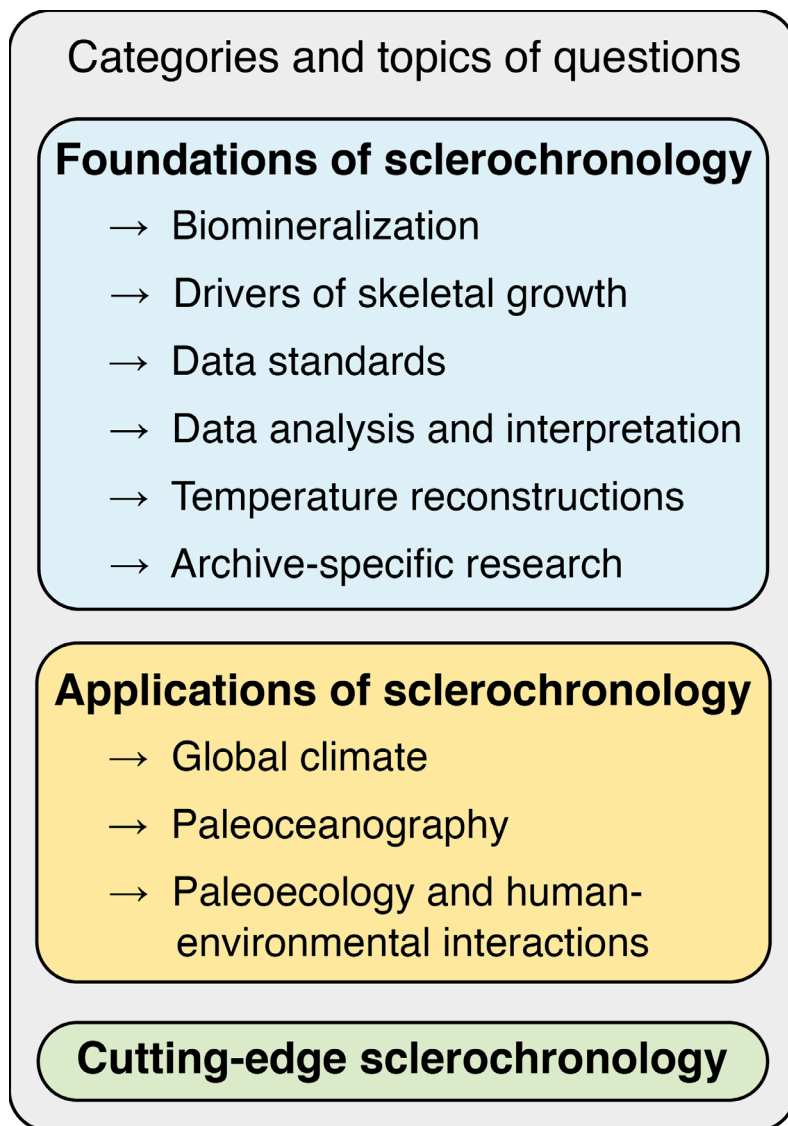 Categories and topics of questions
Foundations of sclerochronology
→ Biomineralization
→ Drivers of skeletal growth
→ Data standards
→ Data analysis and interpretation
→ Temperature reconstructions
→ Archive-specific research
Applications of sclerochronology
→ Global climate
→ Paleoceanography
→ Paleoecology and human-
environmental interactions
Cutting-edge sclerochronology